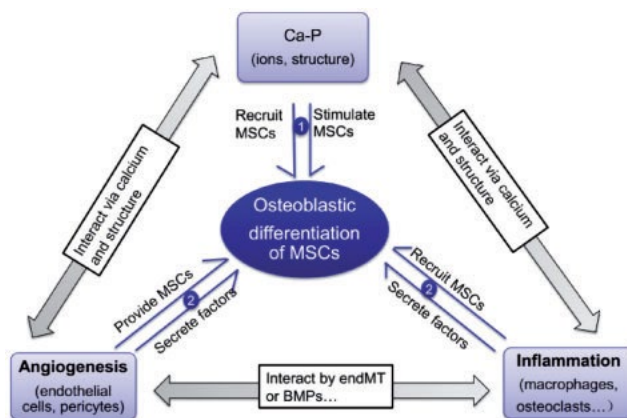 Ca-P
(ions, structure)
Recruit
MSCs
1
Stimulate
MSCs
Interact via calcium
and structure
Interact via calcium
and structure
Osteoblastic
differentiation
of MSCs
Provide MSCs
2
Secrete factors
Recruit MSCs
2
Secrete factors
Angiogenesis
(endothelial
cells, pericytes)
Interact by endMT
or BMPs...
Inflammation
(macrophages,
osteoclasts...)